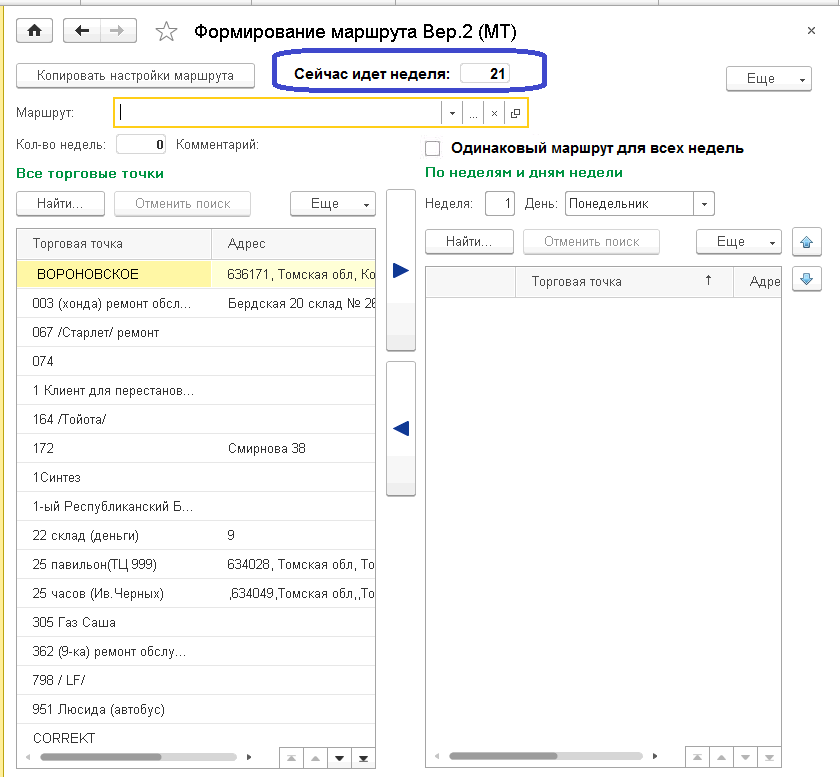 Формирование маршрута Вер.2 (МТ)
Копировать настройки маршрута
Сейчас идет неделя: 21
Еще
Маршрут:
Кол-во недель: 0 Комментарий:
Одинаковый маршрут для всех недель
Все торговые точки
По неделям и дням недели
Найти... Отменить поиск Еще
Неделя: 1 День: Понедельник
Найти... Отменить поиск Еще
Торговая точка Адрес
Торговая точка Адре
ВОРОНОВСКОЕ 636171, Томская обл, Ко
003 (хонда) ремонт обсл... Бердская 20 склад № 26
067 /Старлет/ ремонт
074
1 Клиент для перестанов...
164 /Тойота/
172 Смирнова 38
1Синтез
1-ый Республиканский Б...
22 склад (деньги) 9
25 павильон(ТЦ 999) 634028, Томская обл, То
25 часов (Ив.Черных) ,634049,Томская обл,,То
305 Газ Саша
362 (9-ка) ремонт обслу...
798 / LF/
951 Люсида (автобус)
CORREKT